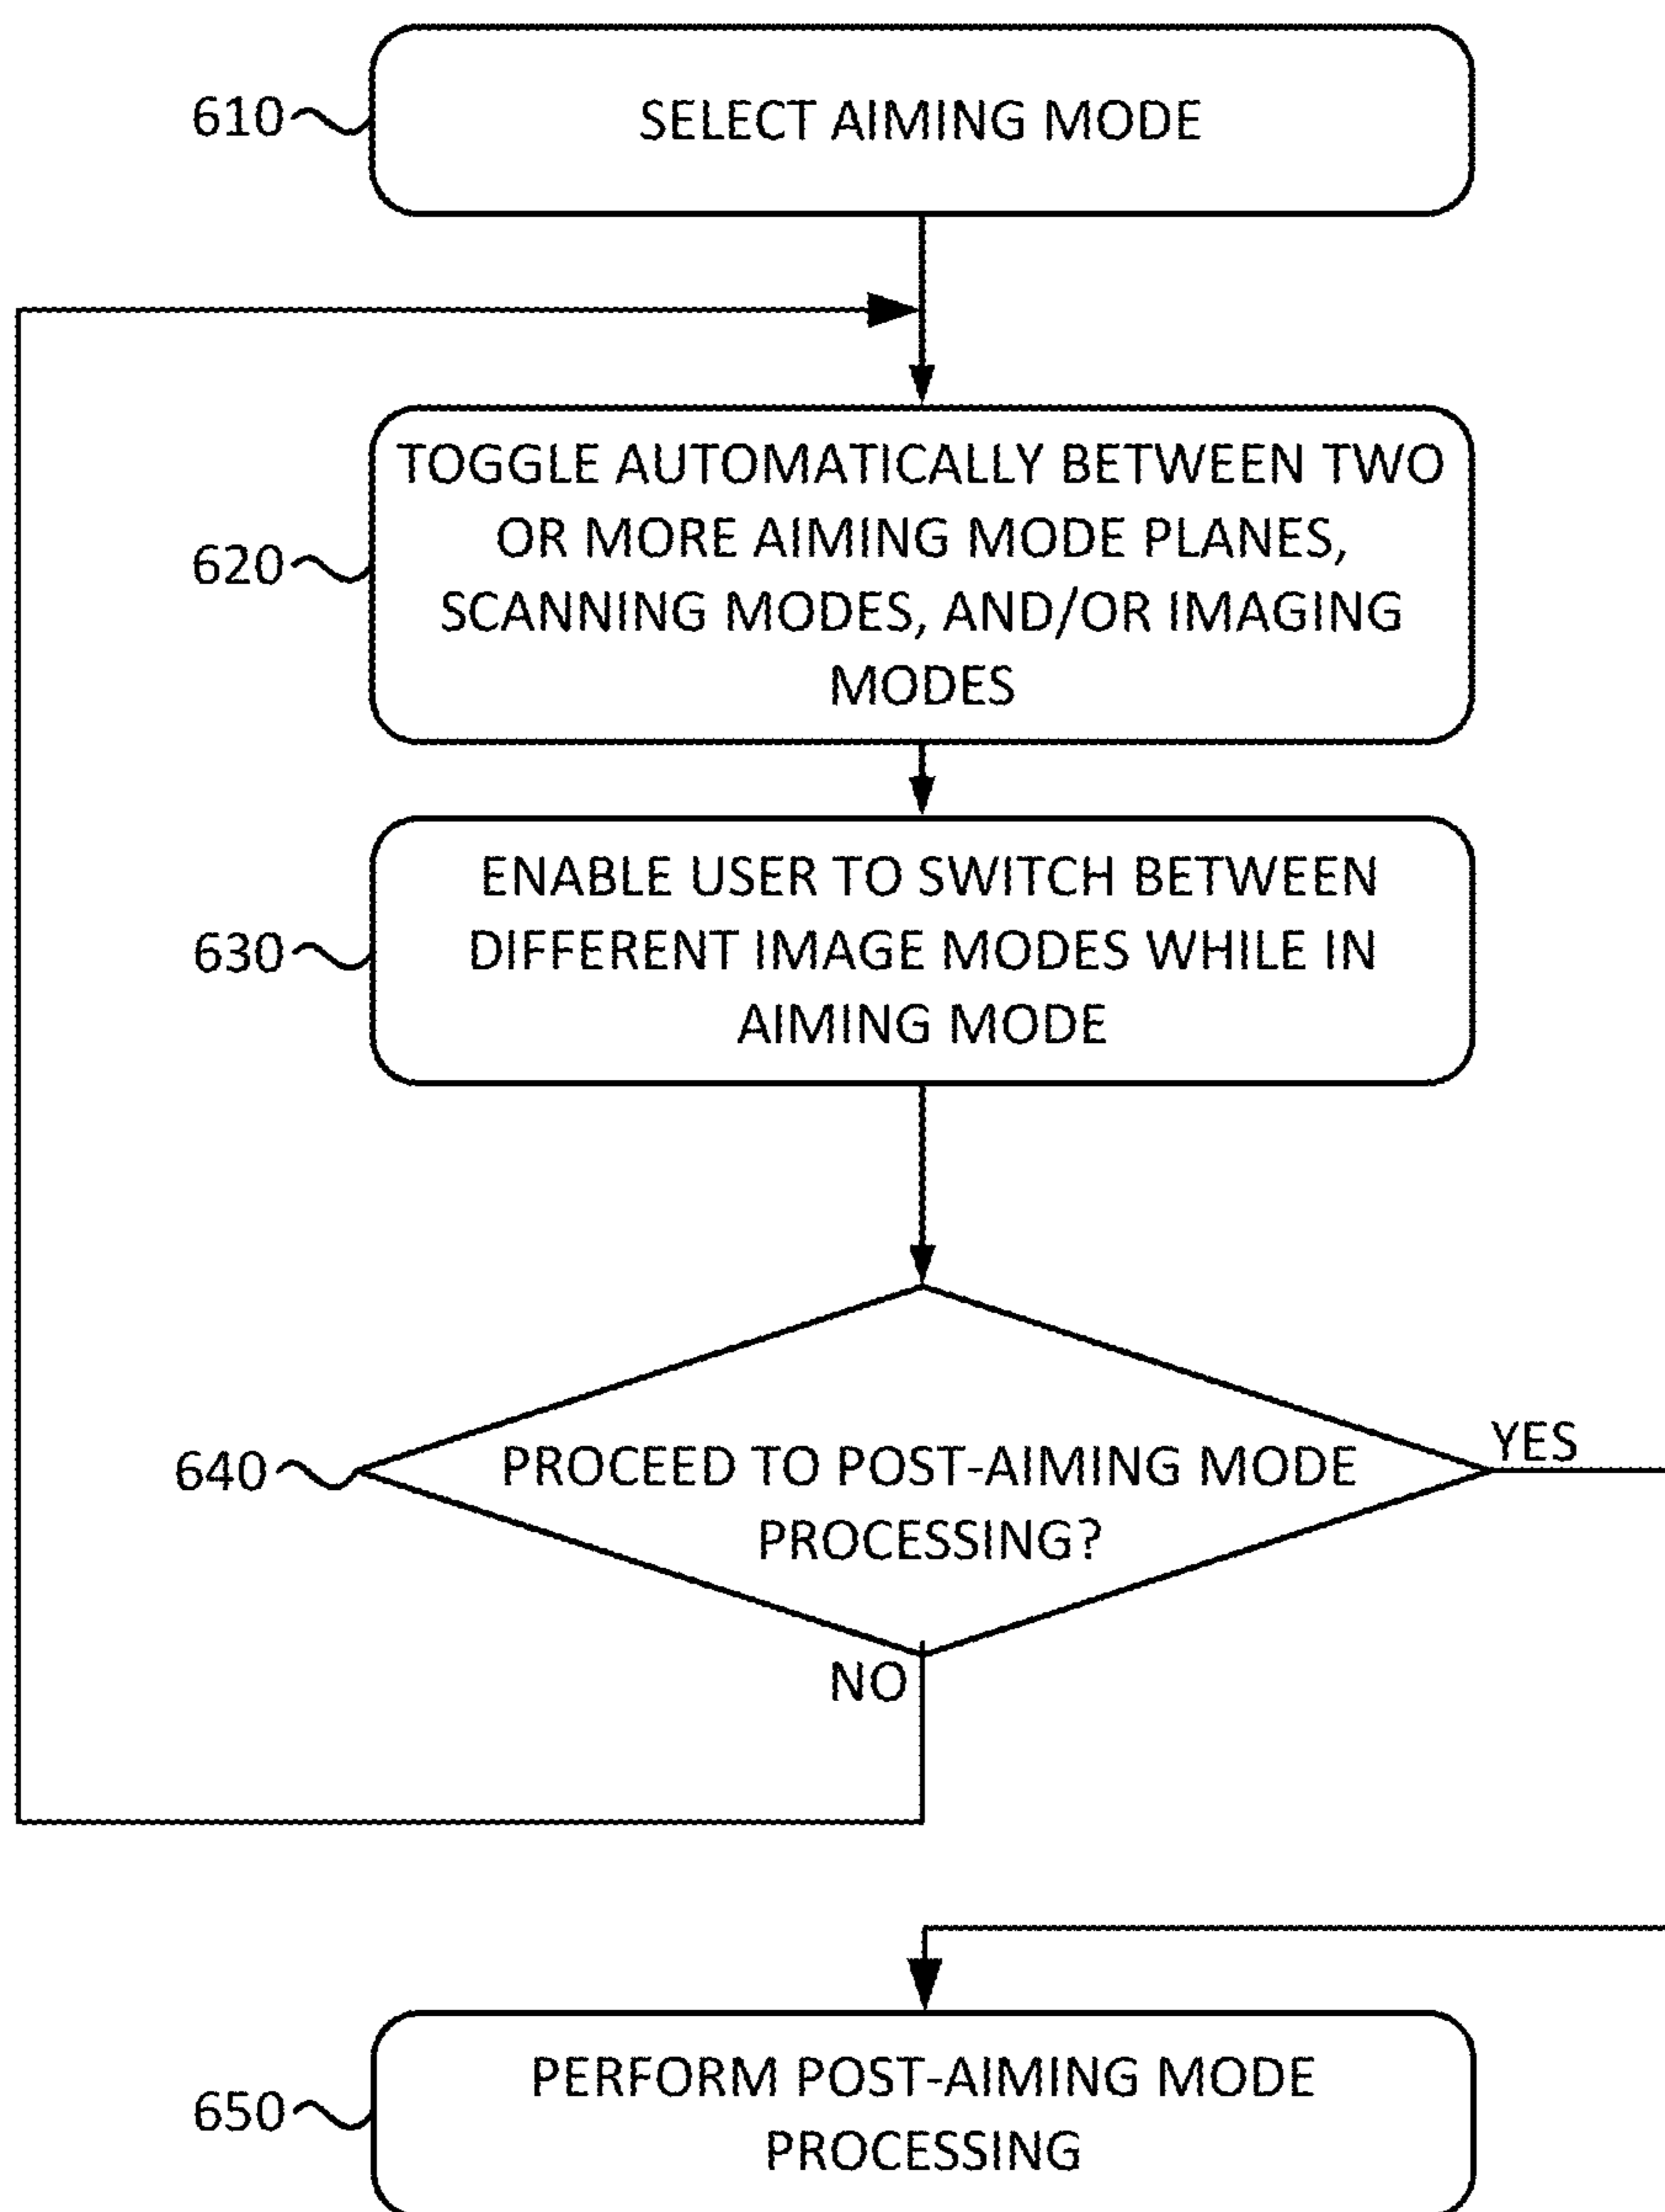 610
SELECT AIMING MODE
620
TOGGLE AUTOMATICALLY BETWEEN TWO
OR MORE AIMING MODE PLANES,
SCANNING MODES, AND/OR IMAGING
MODES
630
ENABLE USER TO SWITCH BETWEEN
DIFFERENT IMAGE MODES WHILE IN
AIMING MODE
640
PROCEED TO POST-AIMING MODE
PROCESSING?
YES
NO
650
PERFORM POST-AIMING MODE
PROCESSING